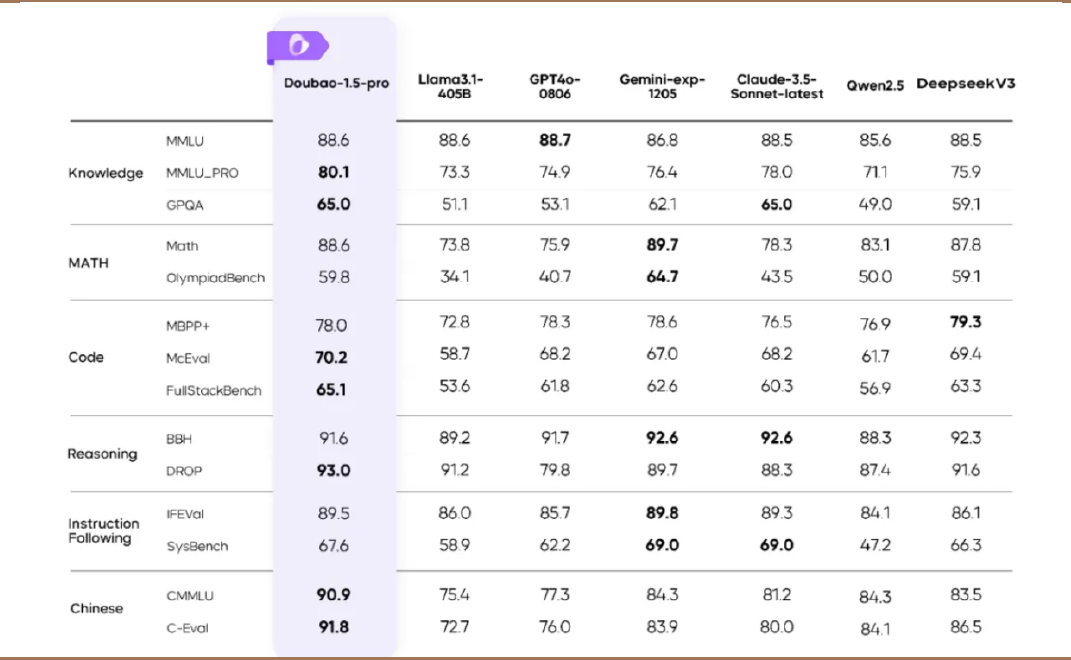 Doubao-1.5-pro Llama3.1-405B GPT4o-0806 Gemini-exp-1205 Claude-3.5-Sonnet-latest Qwen2.5 DeepseekV3
Knowledge
MMLU 88.6 88.6 88.7 86.8 88.5 85.6 88.5
MMLU_PRO 80.1 73.3 74.9 76.4 78.0 71.1 75.9
GPQA 65.0 51.1 53.1 62.1 65.0 49.0 59.1
MATH
Math 88.6 73.8 75.9 89.7 78.3 83.1 87.8
OlympiadBench 59.8 34.1 40.7 64.7 43.5 50.0 59.1
Code
MBPP+ 78.0 72.8 78.3 78.6 76.5 76.9 79.3
McEval 70.2 58.7 68.2 67.0 68.2 61.7 69.4
FullStackBench 65.1 53.6 61.8 62.6 60.3 56.9 63.3
Reasoning
BBH 91.6 89.2 91.7 92.6 92.6 88.3 92.3
DROP 93.0 91.2 79.8 89.7 88.3 87.4 91.6
Instruction Following
IFEVal 89.5 86.0 85.7 89.8 89.3 84.1 86.1
SysBench 67.6 58.9 62.2 69.0 69.0 47.2 66.3
Chinese
CMMLU 90.9 75.4 77.3 84.3 81.2 84.3 83.5
C-Eval 91.8 72.7 76.0 83.9 80.0 84.1 86.5